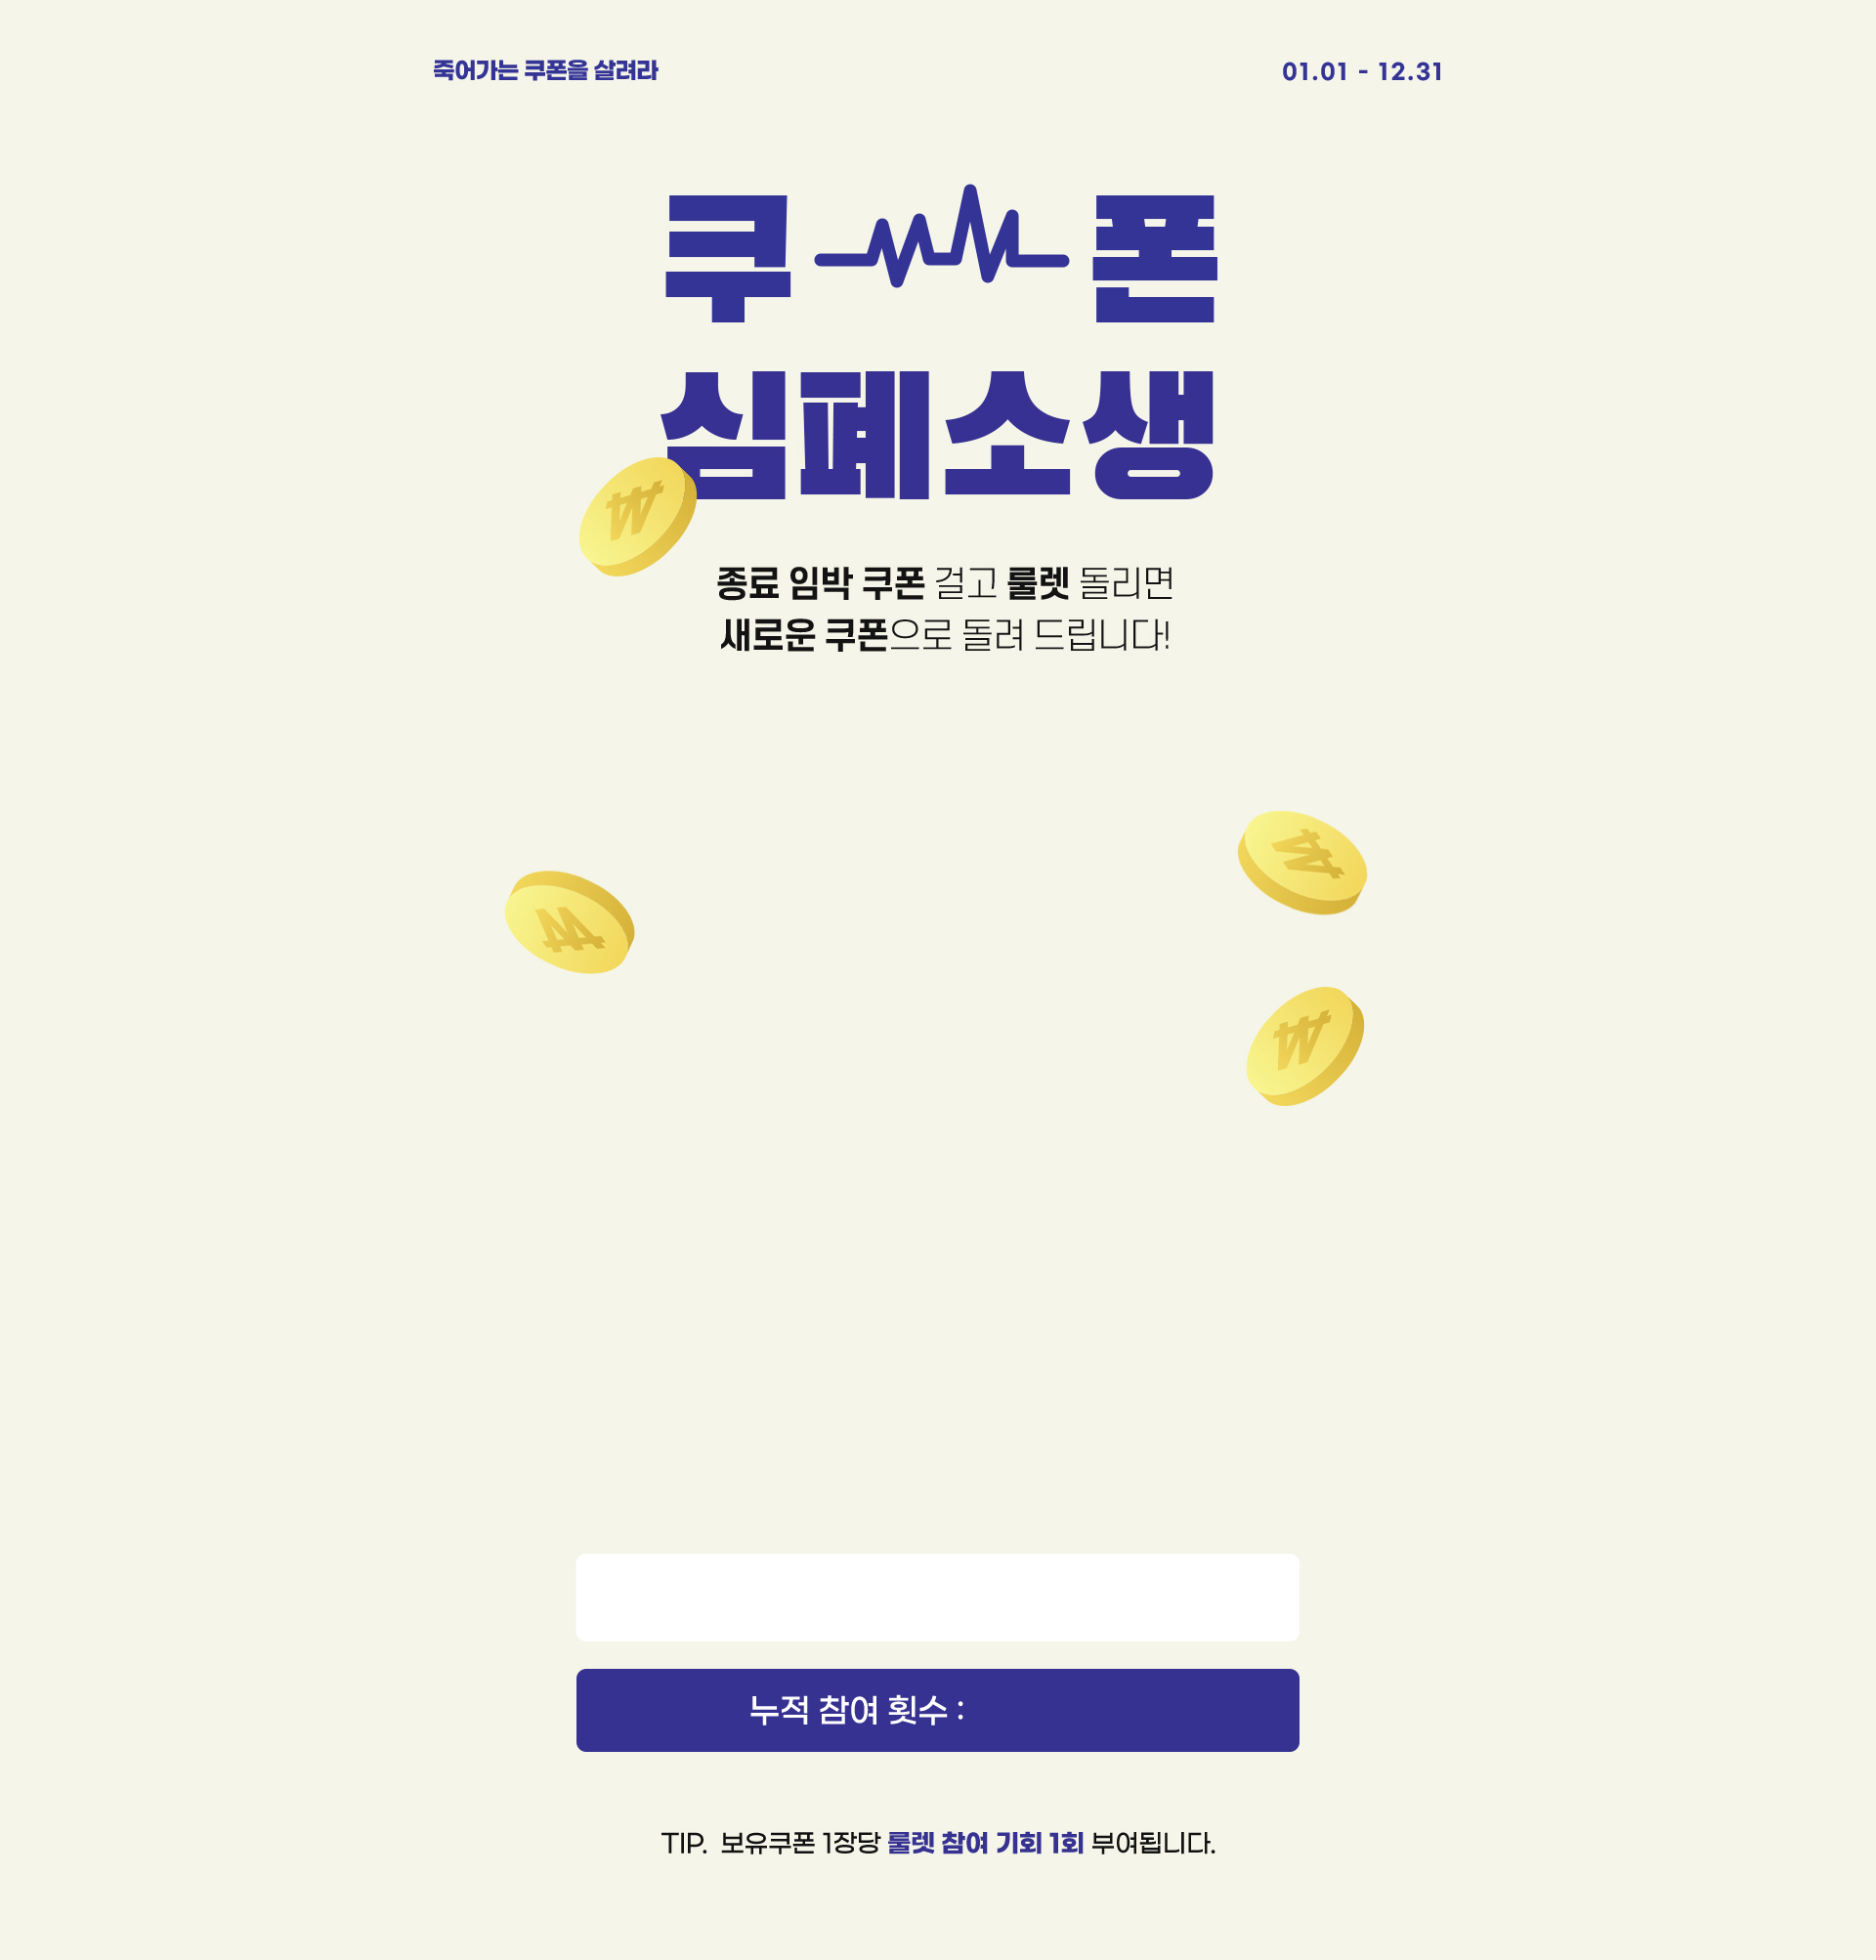 죽어가는 쿠폰을 살려라
01.01 - 12.31
쿠 폰
심폐소생
종료 임박 쿠폰 걸고 룰렛 돌리면
새로운 쿠폰으로 돌려 드립니다!
누적 참여 횟수 :
TIP. 보유쿠폰 1장당 룰렛 참여 기회 1회 부여됩니다.